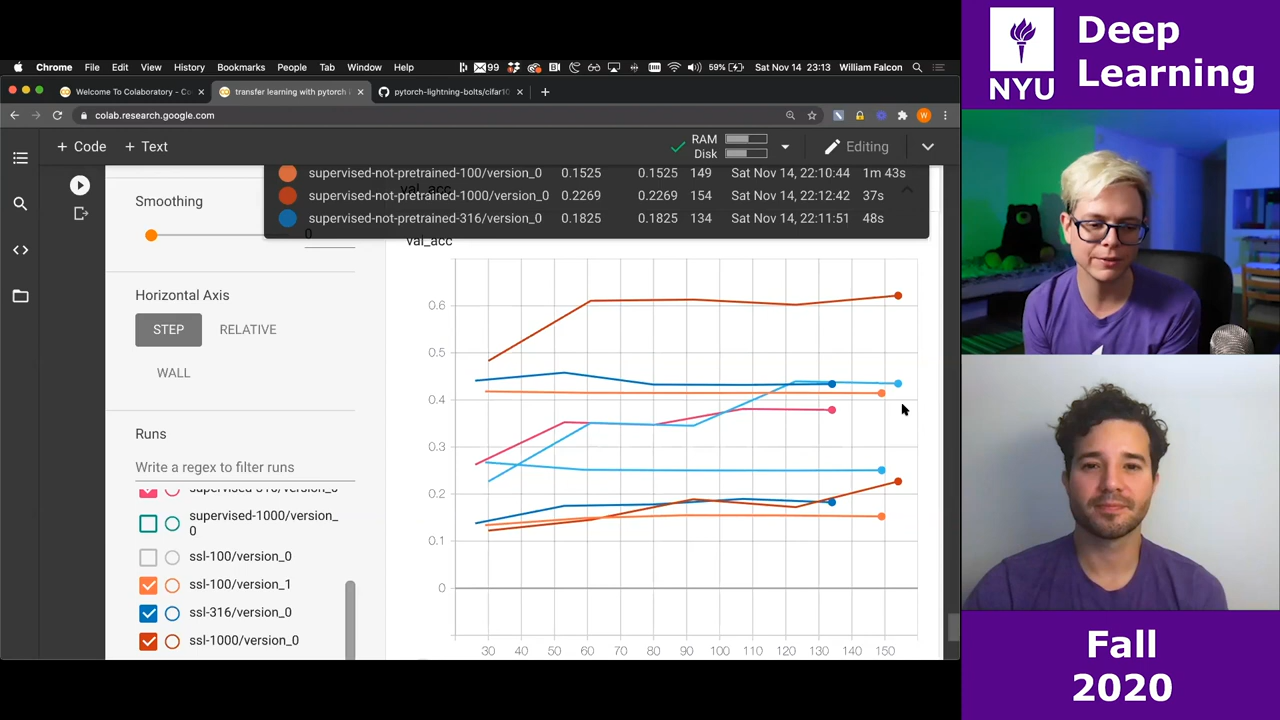 Chrome File Edit View History Bookmarks People Tab Window Help 99 59% Sat Nov 14 23:13 William Falcon
Welcome To Colaboratory - Co
transfer learning with pytorch
pytorch-lightning-bolts/cifar10
colab.research.google.com
W
+ Code + Text
RAM
Disk
Editing
supervised-not-pretrained-100/version_0 0.1525 0.1525 149 Sat Nov 14, 22:10:44 1m 43s
supervised-not-pretrained-1000/version_0 0.2269 0.2269 154 Sat Nov 14, 22:12:42 37s
supervised-not-pretrained-316/version_0 0.1825 0.1825 134 Sat Nov 14, 22:11:51 48s
Smoothing
0
val_acc
0.6
0.5
0.4
0.3
0.2
0.1
0
30 50 60 70 80 90 100 110 120 130 140 150
Horizontal Axis
STEP RELATIVE
WALL
Runs
Write a regex to filter runs
supervised-316/version_0
supervised-1000/version_
0
ssl-100/version_0
ssl-100/version_1
ssl-316/version_0
ssl-1000/version_0
NYU
Deep
Learning
Fall
2020